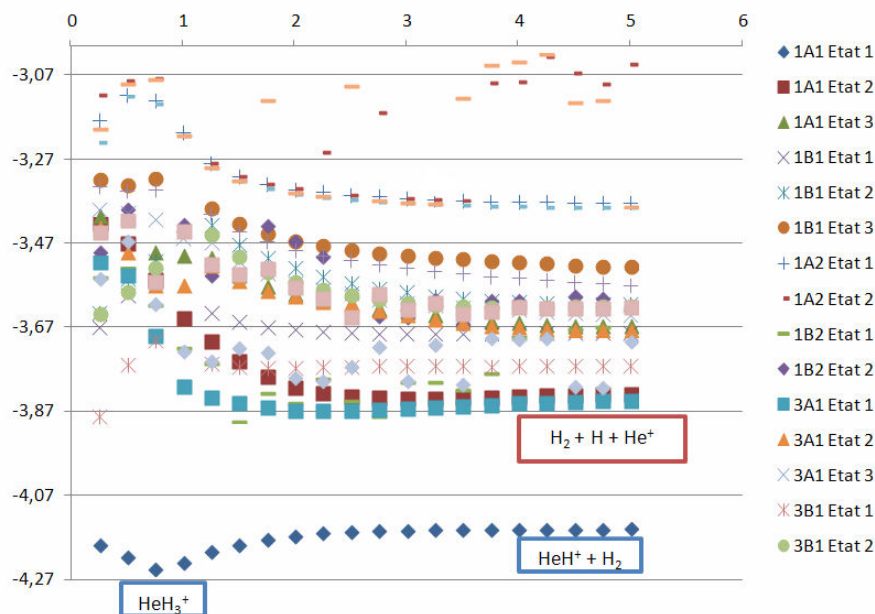 0 1 2 3 4 5 6
-3,07
-3,27
-3,47
-3,67
-3,87
-4,07
-4,27
H₂ + H + He⁺
HeH⁺ + H₂
HeH₃⁺
1A1 Etat 1
1A1 Etat 2
1A1 Etat 3
1B1 Etat 1
1B1 Etat 2
1B1 Etat 3
1A2 Etat 1
1A2 Etat 2
1B2 Etat 1
1B2 Etat 2
3A1 Etat 1
3A1 Etat 2
3A1 Etat 3
3B1 Etat 1
3B1 Etat 2